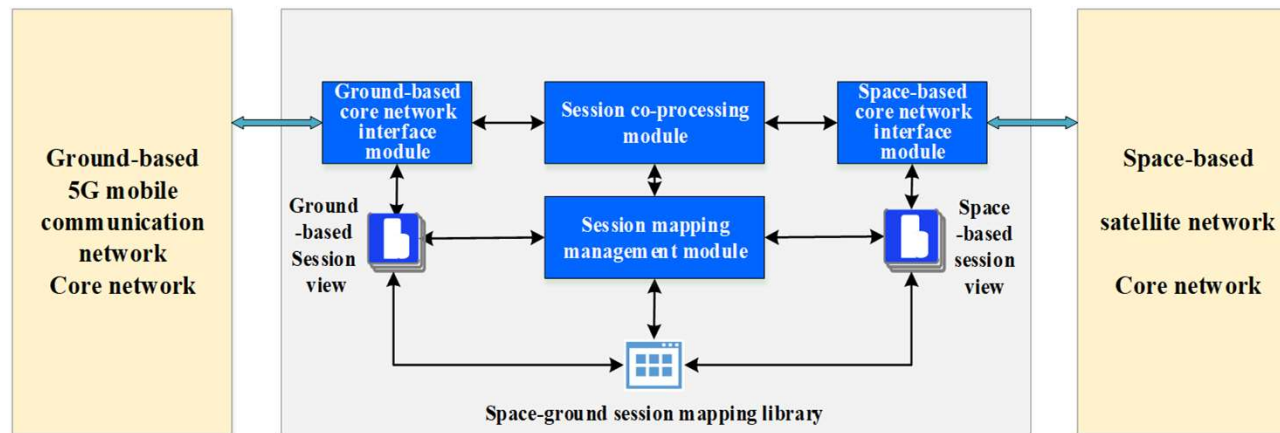 Ground-based
5G mobile
communication
network
Core network
Ground-based
core network
interface
module
Session co-processing
module
Space-based
core network
interface
module
Ground
-based
Session
view
Session mapping
management module
Space
-based
session
view
Space-ground session mapping library
Space-based
satellite network
Core network